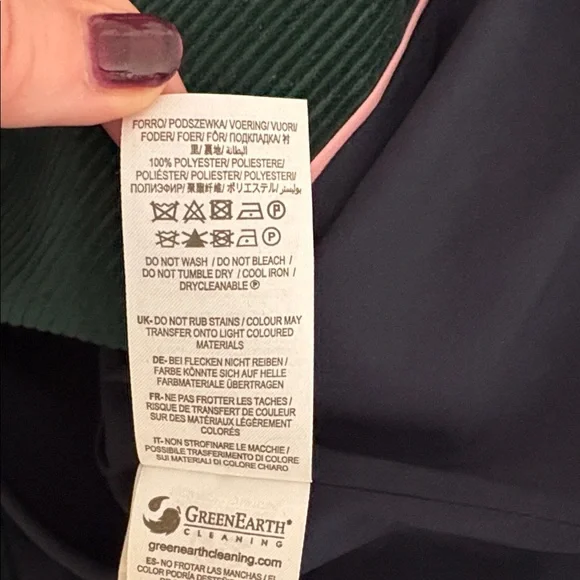 FORRO/ PODSZEWKA/ VOERING/ VUORI/
FODER/ FOER/ FÔR/ ПОДКЛАДКА/ 衬
里/ 裏地/ البطانة/
100% POLYESTER/ POLIESTERE/
POLIÉSTER/ POLIESTER/ POLYESTERI/
ПОЛИЭФИР/ 聚酯纤维/ ポリエステル/ بوليستر
P
P
DO NOT WASH / DO NOT BLEACH /
DO NOT TUMBLE DRY / COOL IRON /
DRYCLEANABLE Ⓟ
UK- DO NOT RUB STAINS / COLOUR MAY
TRANSFER ONTO LIGHT COLOURED
MATERIALS
DE- BEI FLECKEN NICHT REIBEN /
FARBE KÖNNTE SICH AUF HELLE
FARBMATERIALE ÜBERTRAGEN
FR- NE PAS FROTTER LES TACHES /
RISQUE DE TRANSFERT DE COULEUR
SUR DES MATÉRIAUX LÉGÈREMENT
COLORÉS
IT- NON STROFINARE LE MACCHIE /
POSSIBILE TRASFERIMENTO DI COLORE
SUI MATERIALI DI COLORE CHIARO
GREENEARTH®
CLEANING
greenearthcleaning.com
ES- NO FROTAR LAS MANCHAS / EL
COLOR PODRÍA